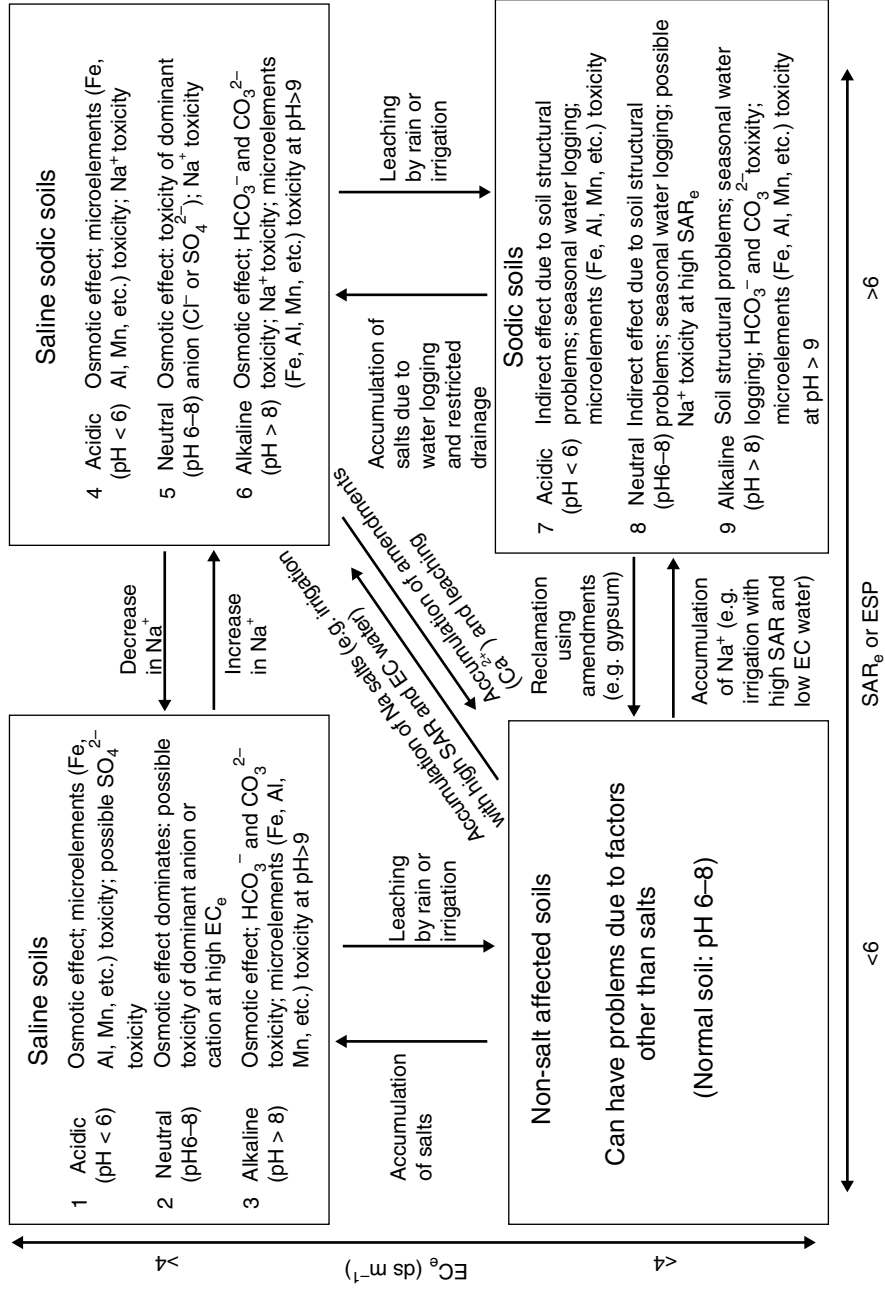 Saline soils
1 Acidic Osmotic effect; microelements (Fe,
(pH < 6) Al, Mn, etc.) toxicity; possible SO₄²⁻
toxicity
2 Neutral Osmotic effect dominates: possible
(pH6–8) toxicity of dominant anion or
cation at high ECₑ
3 Alkaline Osmotic effect; HCO₃⁻ and CO₃²⁻
(pH > 8) toxicity; microelements (Fe, Al,
Mn, etc.) toxicity at pH>9
Decrease
in Na⁺
Increase
in Na⁺
Saline sodic soils
4 Acidic Osmotic effect; microelements (Fe,
(pH < 6) Al, Mn, etc.) toxicity; Na⁺ toxicity
5 Neutral Osmotic effect: toxicity of dominant
(pH 6–8) anion (Cl⁻ or SO₄²⁻); Na⁺ toxicity
6 Alkaline Osmotic effect; HCO₃⁻ and CO₃²⁻
(pH > 8) toxicity; Na⁺ toxicity; microelements
(Fe, Al, Mn, etc.) toxicity at pH>9
Accumulation
of salts
Leaching
by rain or
irrigation
Accumulation of Na salts (e.g. irrigation
with high SAR and EC water)
Accumulation of amendments
(Ca²⁺) and leaching
Accumulation of
salts due to
water logging
and restricted
drainage
Leaching
by rain or
irrigation
Non-salt affected soils
Can have problems due to factors
other than salts
(Normal soil: pH 6–8)
Reclamation
using
amendments
(e.g. gypsum)
Accumulation
of Na⁺ (e.g.
irrigation with
high SAR and
low EC water)
Sodic soils
7 Acidic Indirect effect due to soil structural
(pH < 6) problems; seasonal water logging;
microelements (Fe, Al, Mn, etc.) toxicity
8 Neutral Indirect effect due to soil structural
(pH6–8) problems; seasonal water logging; possible
Na⁺ toxicity at high SARₑ
9 Alkaline Soil structural problems; seasonal water
(pH > 8) logging; HCO₃⁻ and CO₃²⁻toxixity;
microelements (Fe, Al, Mn, etc.) toxicity
at pH > 9
>4
ECₑ (ds m⁻¹)
<4
<6
SARₑ or ESP
>6